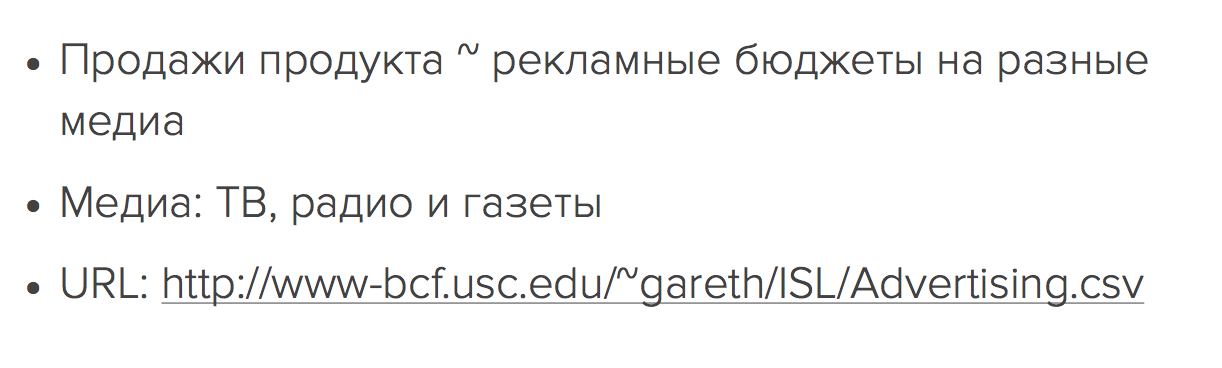 • Продажи продукта ~ рекламные бюджеты на разные
медиа
• Медиа: ТВ, радио и газеты
• URL: http://www-bcf.usc.edu/~gareth/ISL/Advertising.csv